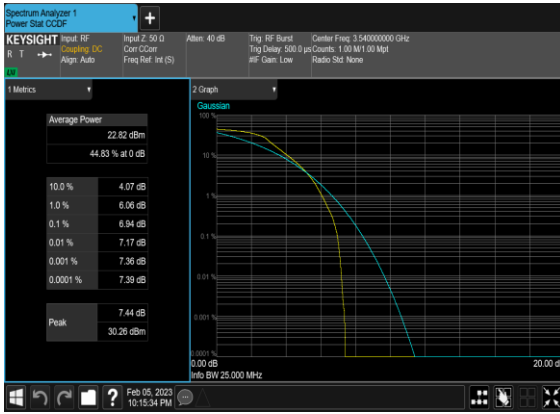 Spectrum Analyzer 1
Power Stat CCDF
+
KEYSIGHT
R T
LXI
Input: RF
Coupling: DC
Align: Auto
Input Z: 50 Ω
Corr CCorr
Freq Ref: Int (S)
Atten: 40 dB
Trig: RF Burst
Trig Delay: 500.0 µs
#IF Gain: Low
Center Freq: 3.540000000 GHz
Counts: 1.00 M/1.00 Mpt
Radio Std: None
1 Metrics
Average Power
22.82 dBm
44.83 % at 0 dB
10.0 % 4.07 dB
1.0 % 6.06 dB
0.1 % 6.94 dB
0.01 % 7.17 dB
0.001 % 7.36 dB
0.0001 % 7.39 dB
Peak
7.44 dB
30.26 dBm
2 Graph
Gaussian
100 %
10 %
1 %
0.1 %
0.01 %
0.001 %
0.0001 %
0.00 dB
20.00 d
Info BW 25.000 MHz
?
Feb 05, 2023
10:15:34 PM